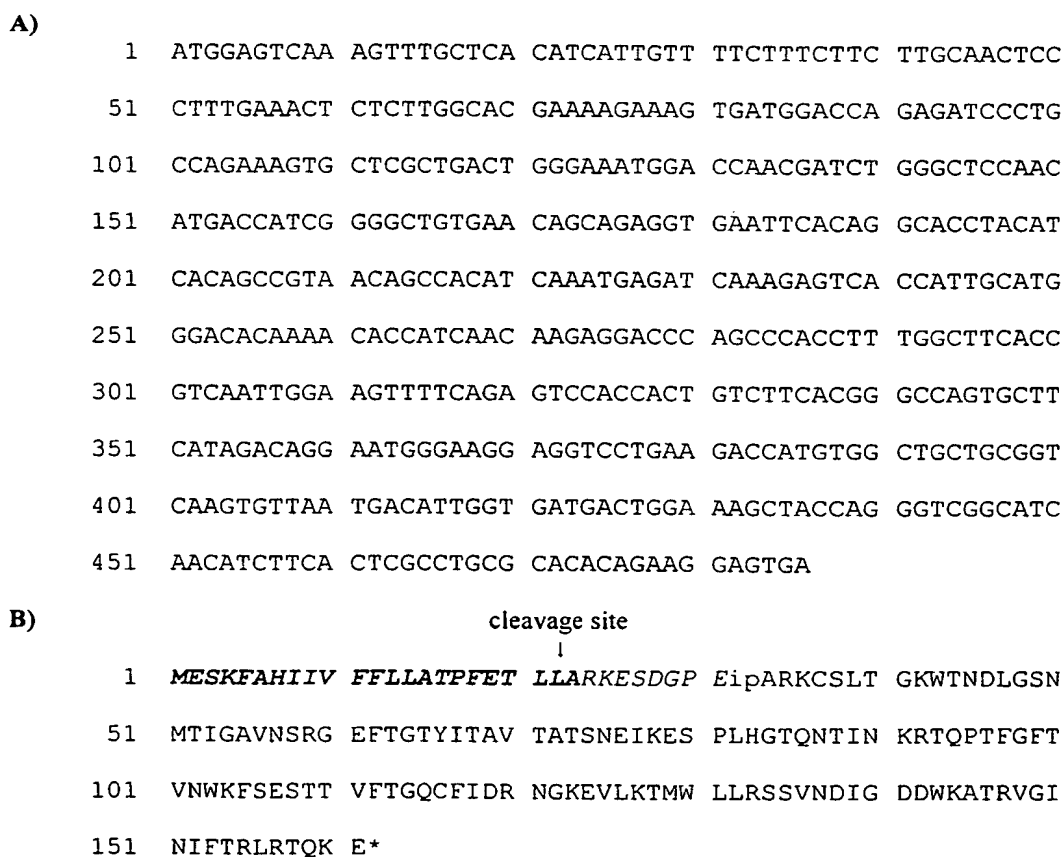 A)
1 ATGGAGTCAA AGTTTGCTCA CATCATTGTT TTCTTTCTTC TTGCAACTCC
51 CTTTGAAACT CTCTTGGCAC GAAAAGAAAG TGATGGACCA GAGATCCCTG
101 CCAGAAAGTG CTCGCTGACT GGGAAATGGA CCAACGATCT GGGCTCCAAC
151 ATGACCATCG GGGCTGTGAA CAGCAGAGGT GAATTCACAG GCACCTACAT
201 CACAGCCGTA ACAGCCACAT CAAATGAGAT CAAAGAGTCA CCATTGCATG
251 GGACACAAAA CACCATCAAC AAGAGGACCC AGCCCACCTT TGGCTTCACC
301 GTCAATTGGA AGTTTTCAGA GTCCACCACT GTCTTCACGG GCCAGTGCTT
351 CATAGACAGG AATGGGAAGG AGGTCCTGAA GACCATGTGG CTGCTGCGGT
401 CAAGTGTTAA TGACATTGGT GATGACTGGA AAGCTACCAG GGTCGGCATC
451 AACATCTTCA CTCGCCTGCG CACACAGAAG GAGTGA
B)
cleavage site
↓
1 MESKFAHIIV FFLLATPFET LLARKESDGP EipARKCSLT GKWTNDLGSN
51 MTIGAVNSRG EFTGTYITAV TATSNEIKES PLHGTQNTIN KRTQPTFGFT
101 VNWKFSESTT VFTGQCFIDR NGKEVLKTMW LLRSSVNDIG DDWKATRVGI
151 NIFTRLRTQK E*